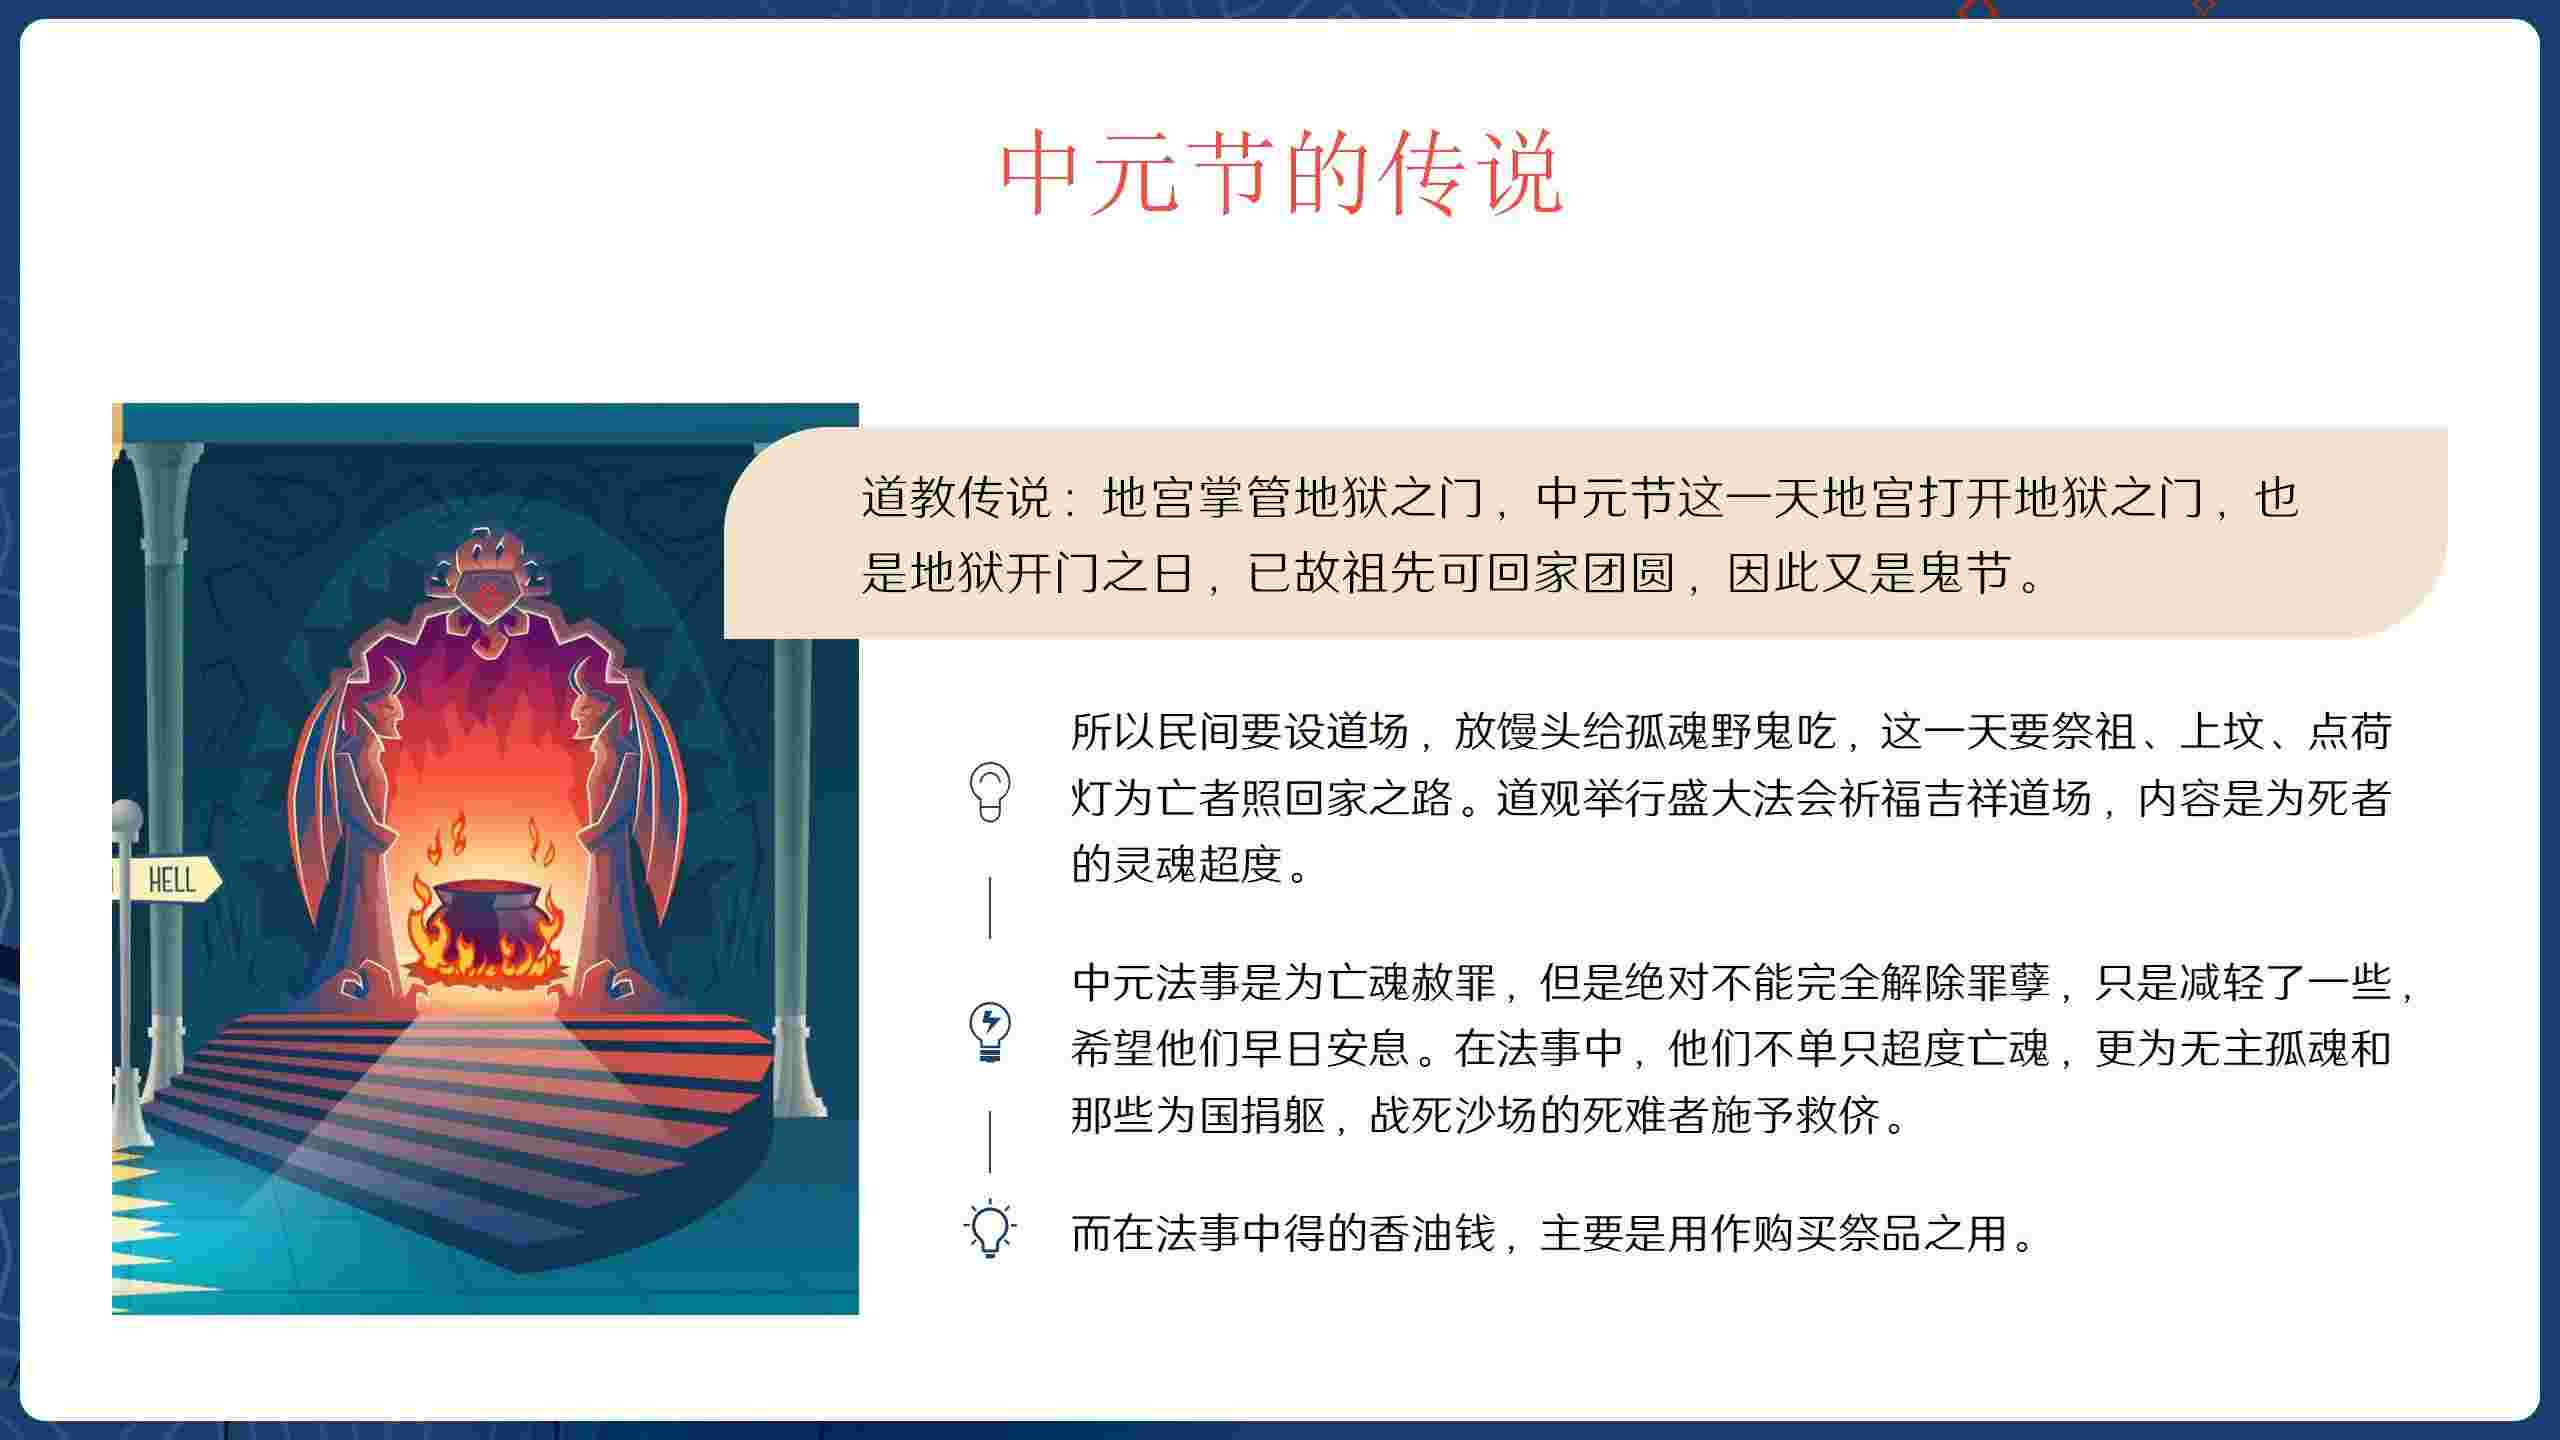 中元节的传说
道教传说：地宫掌管地狱之门，中元节这一天地宫打开地狱之门，也
是地狱开门之日，已故祖先可回家团圆，因此又是鬼节。
HELL
所以民间要设道场，放馒头给孤魂野鬼吃，这一天要祭祖、上坟、点荷
灯为亡者照回家之路。道观举行盛大法会祈福吉祥道场，内容是为死者
的灵魂超度。
中元法事是为亡魂赦罪，但是绝对不能完全解除罪孽，只是减轻了一些，
希望他们早日安息。在法事中，他们不单只超度亡魂，更为无主孤魂和
那些为国捐躯，战死沙场的死难者施予救侪。
而在法事中得的香油钱，主要是用作购买祭品之用。